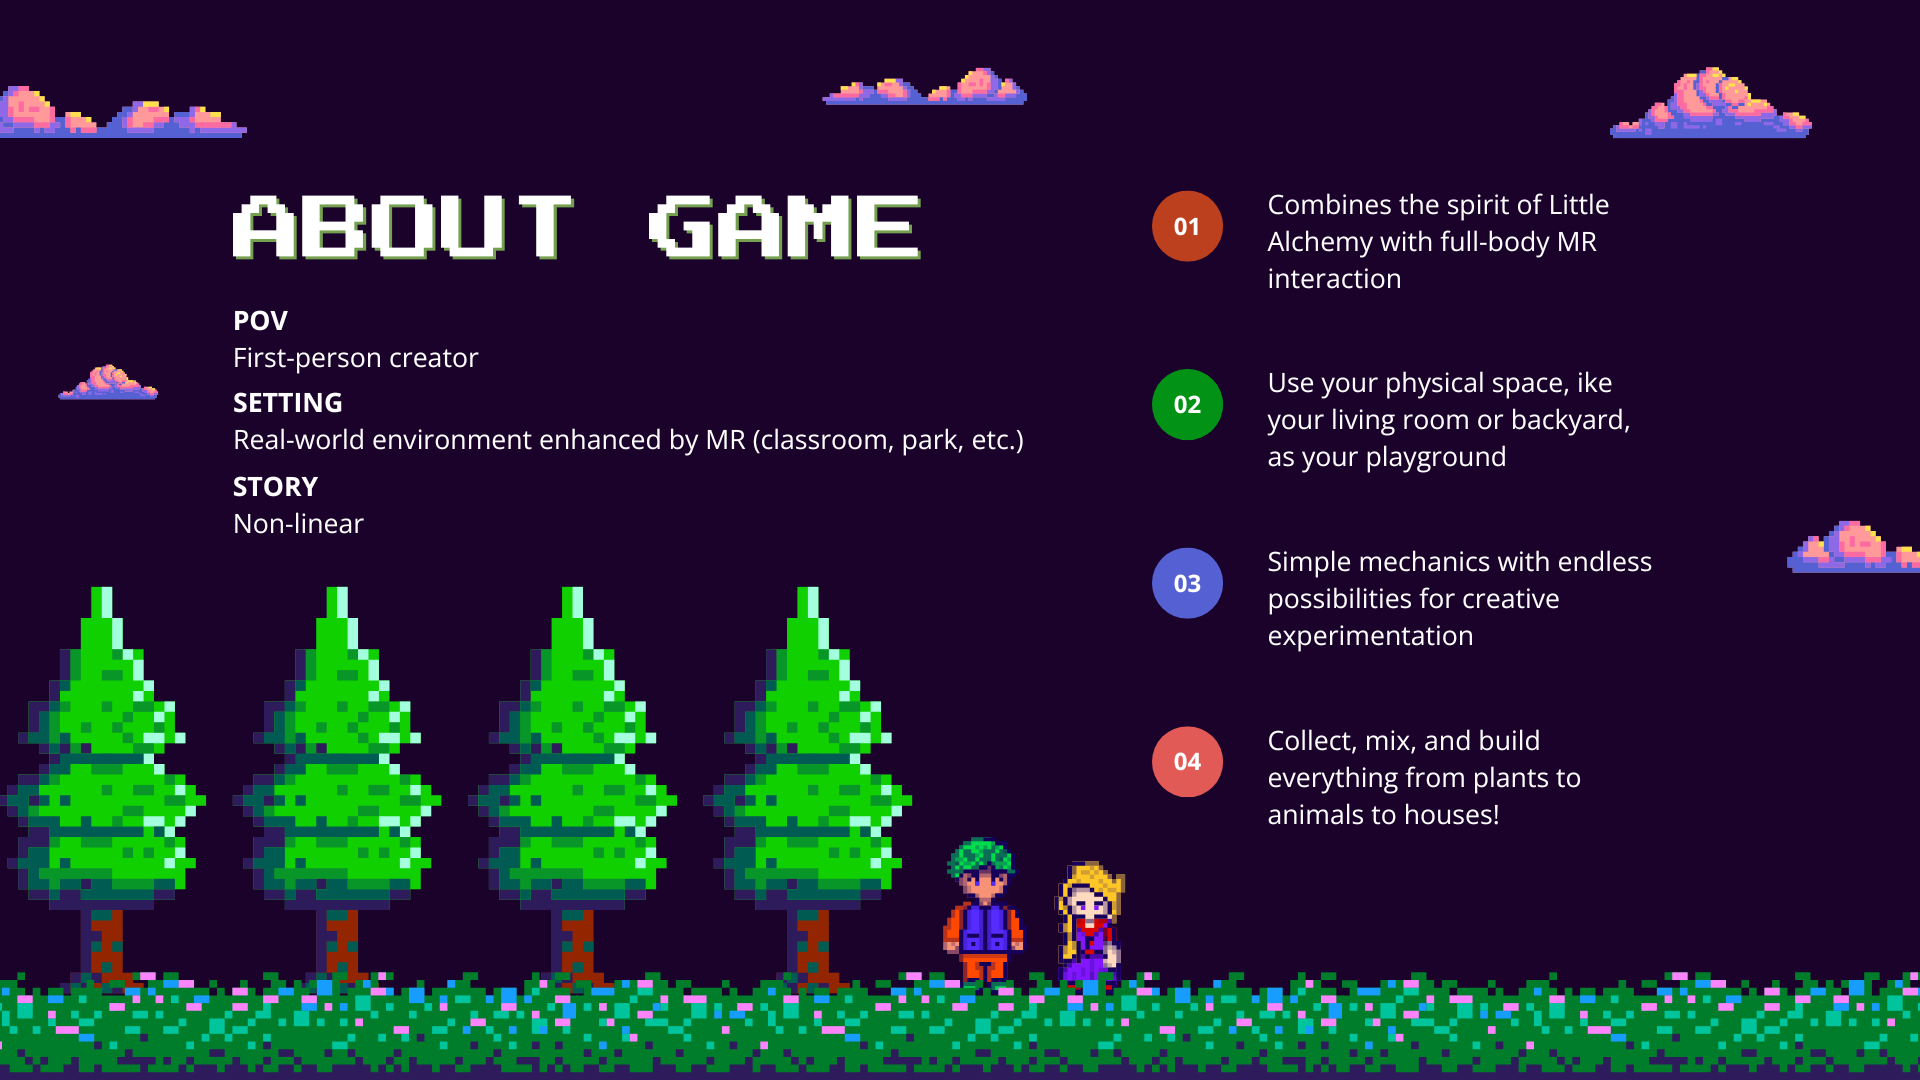 ABOUT GAME
POV
First-person creator
SETTING
Real-world environment enhanced by MR (classroom, park, etc.)
STORY
Non-linear
01
Combines the spirit of Little
Alchemy with full-body MR
interaction
02
Use your physical space, ike
your living room or backyard,
as your playground
03
Simple mechanics with endless
possibilities for creative
experimentation
04
Collect, mix, and build
everything from plants to
animals to houses!